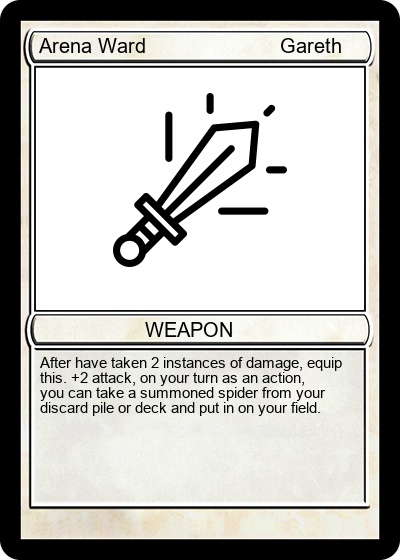 Arena Ward Gareth
WEAPON
After have taken 2 instances of damage, equip
this. +2 attack, on your turn as an action,
you can take a summoned spider from your
discard pile or deck and put in on your field.